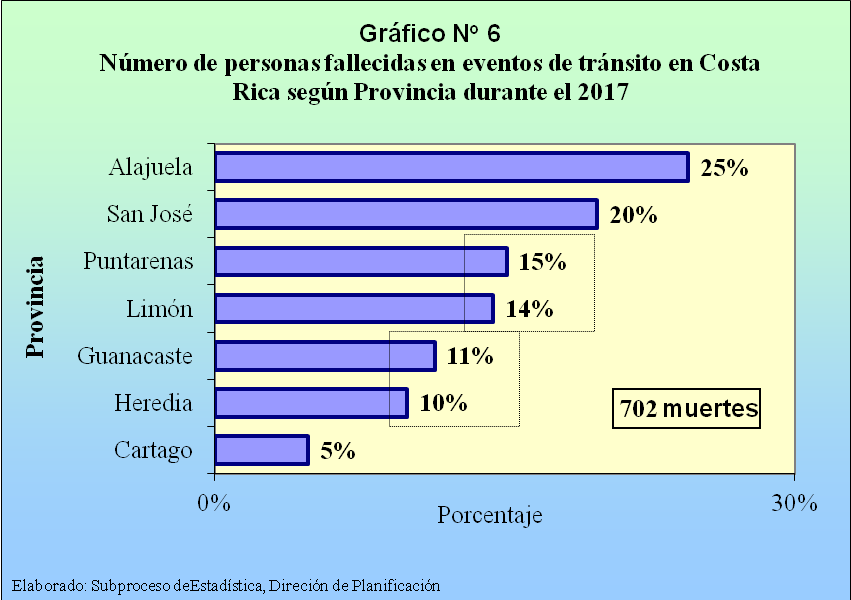 Gráfico Nº 6
Número de personas fallecidas en eventos de tránsito en Costa
Rica según Provincia durante el 2017
Provincia
Alajuela 25%
San José 20%
Puntarenas 15%
Limón 14%
Guanacaste 11%
Heredia 10%
Cartago 5%
702 muertes
0% 30%
Porcentaje
Elaborado: Subproceso deEstadística, Direción de Planificación